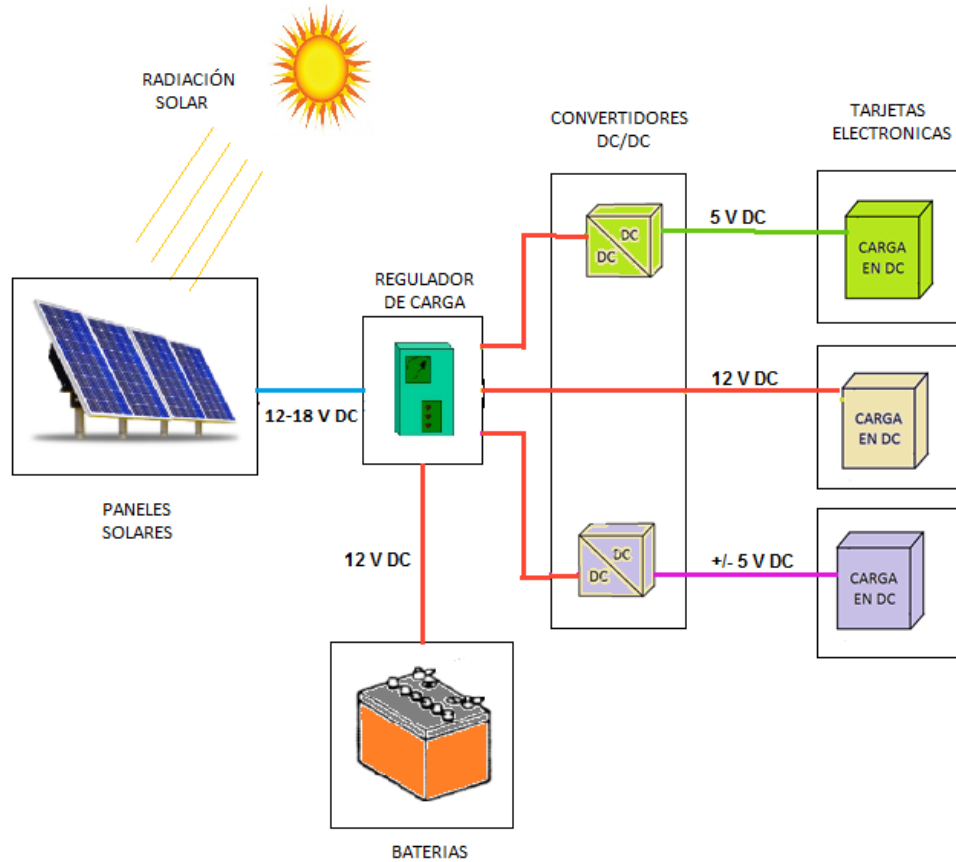 RADIACIÓN
SOLAR
CONVERTIDORES
DC/DC
TARJETAS
ELECTRONICAS
5 V DC
DC
DC
CARGA
EN DC
REGULADOR
DE CARGA
12-18 V DC
12 V DC
CARGA
EN DC
PANELES
SOLARES
12 V DC
DC
DC
+/- 5 V DC
CARGA
EN DC
BATERIAS